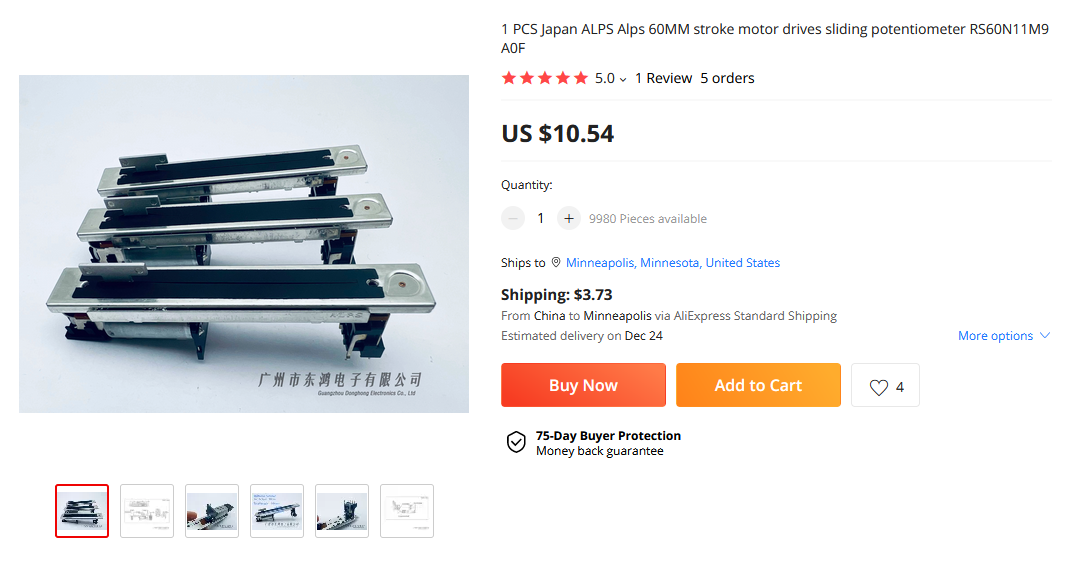 1 PCS Japan ALPS Alps 60MM stroke motor drives sliding potentiometer RS60N11M9
A0F
5.0 1 Review 5 orders
US $10.54
Quantity:
1 9980 Pieces available
Ships to Minneapolis, Minnesota, United States
Shipping: $3.73
From China to Minneapolis via AliExpress Standard Shipping
Estimated delivery on Dec 24 More options
Buy Now Add to Cart 4
75-Day Buyer Protection
Money back guarantee
ALPS
广州市东鸿电子有限公司
Guangzhou Donghong Electronics Co., Ltd